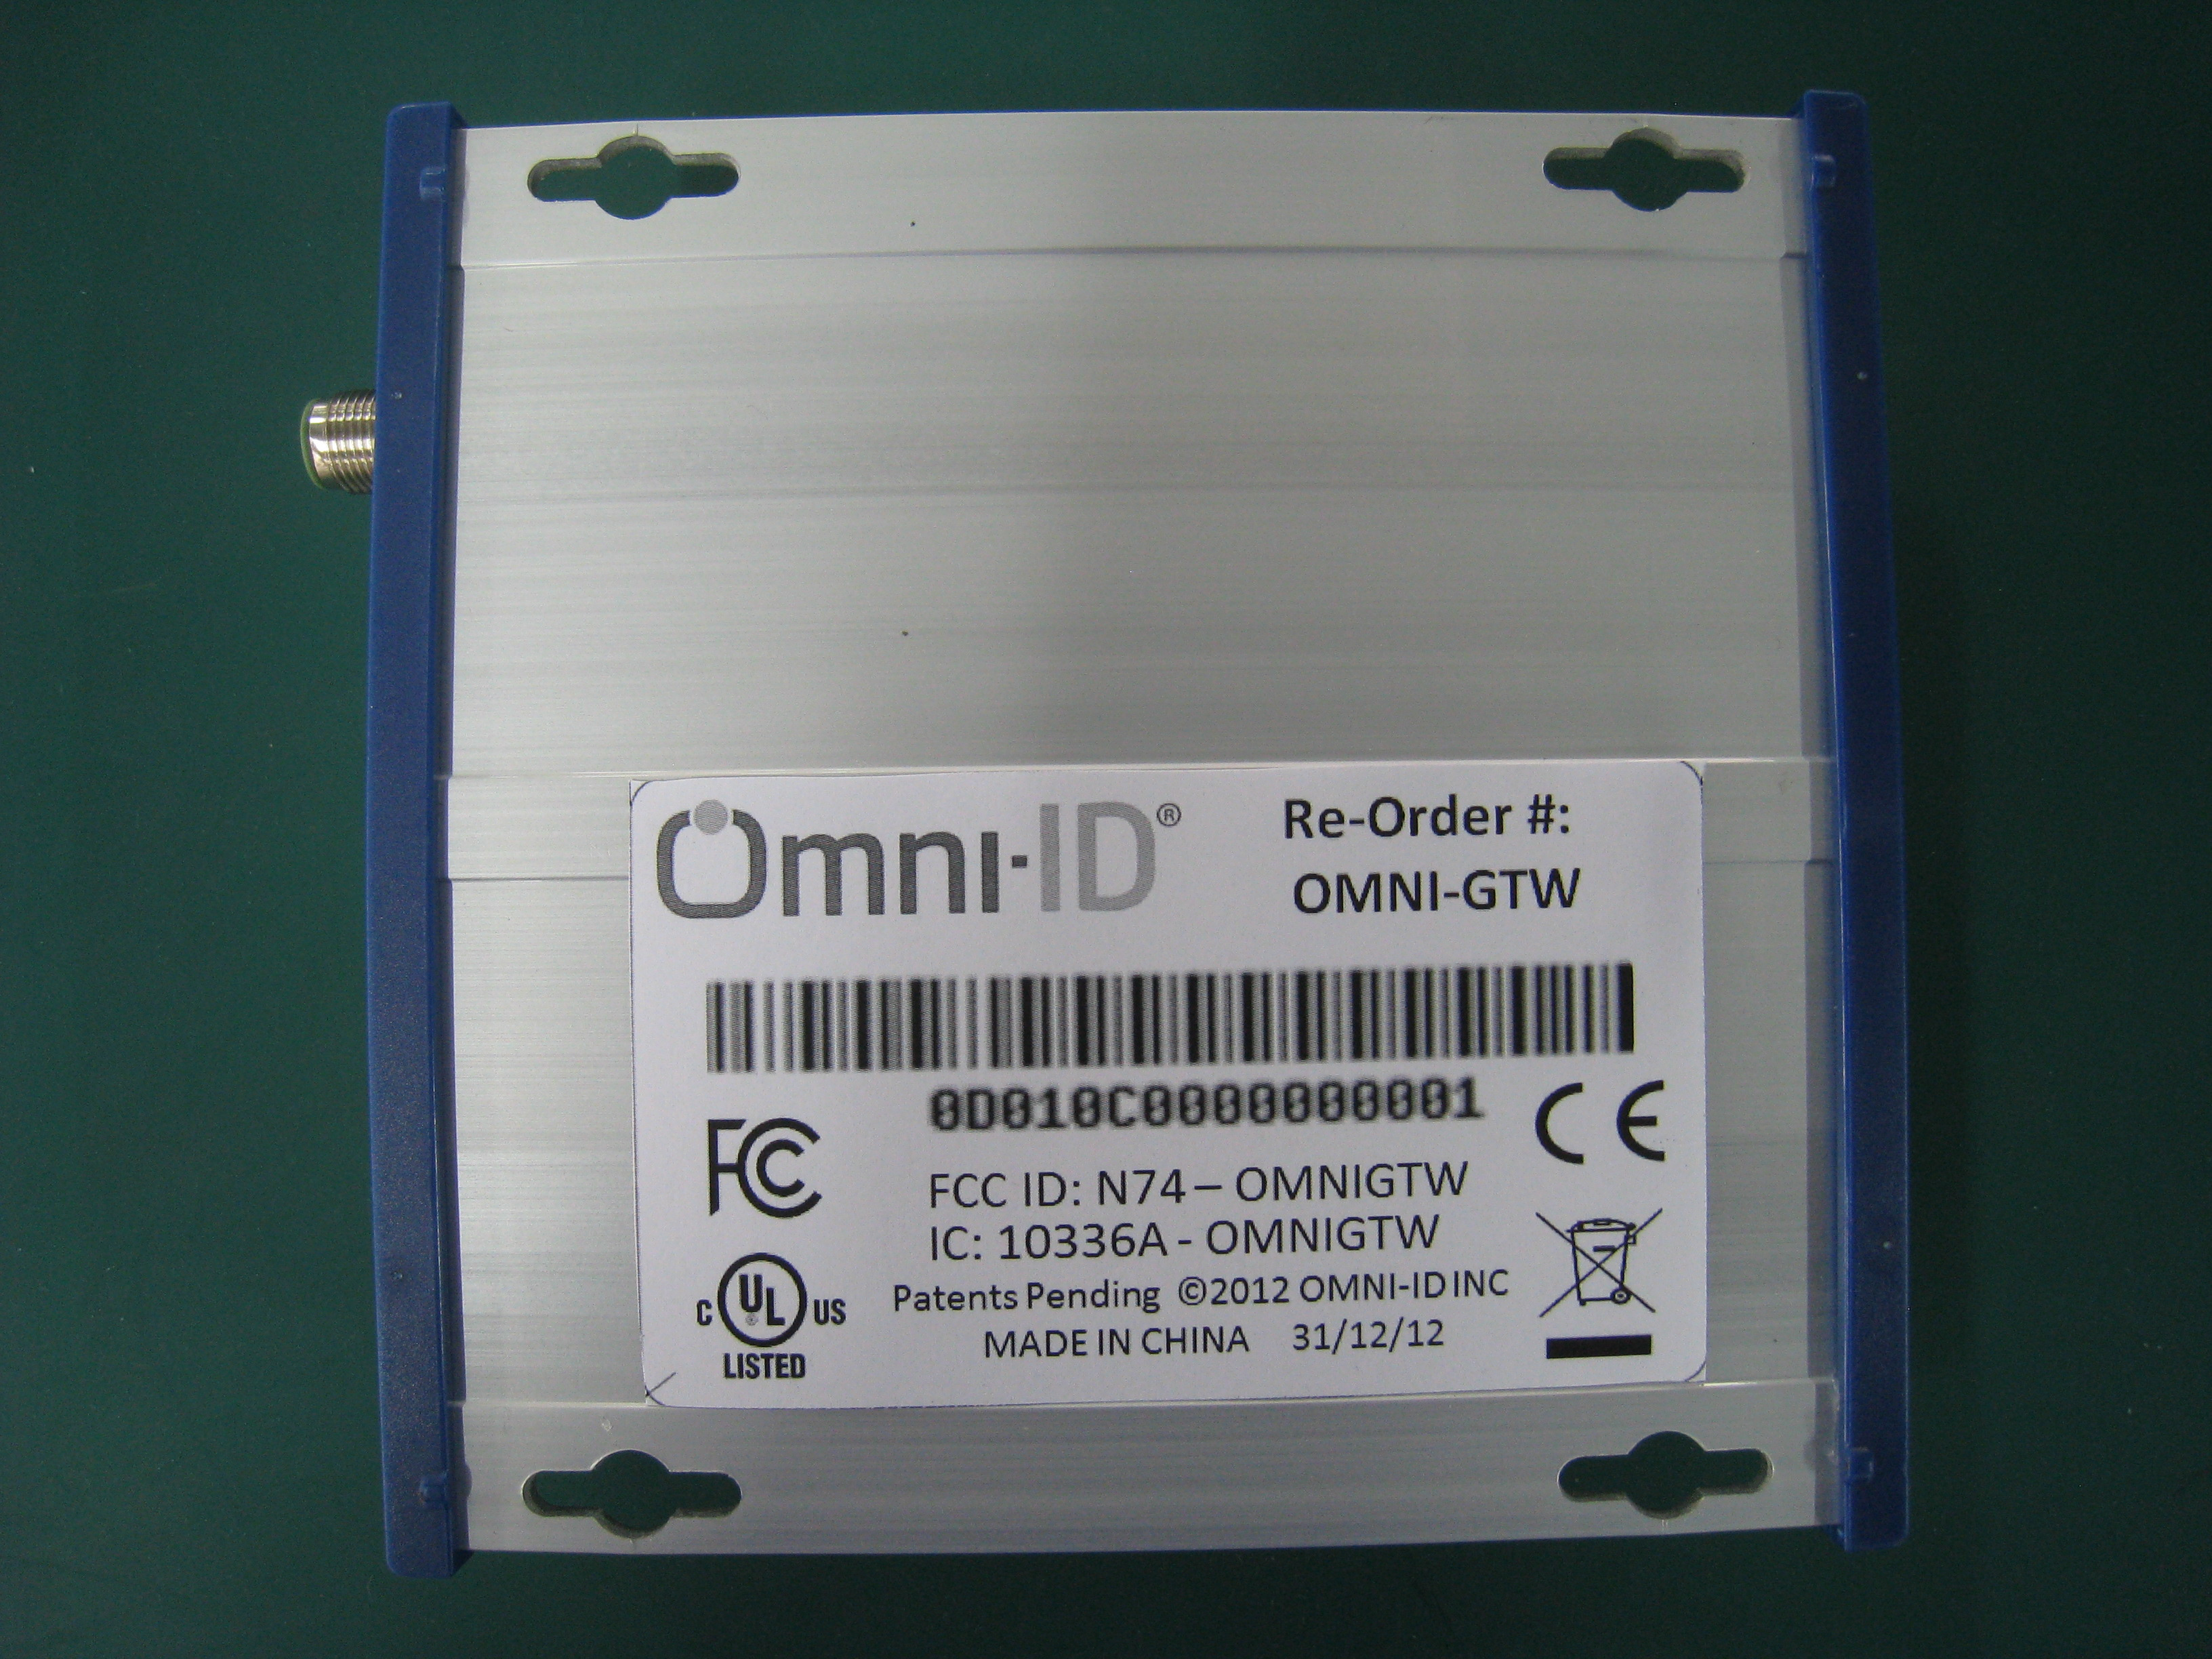 Omni-ID®
Re-Order #:
OMNI-GTW
0D010C0000000001
FCC
CE
FCC ID: N74 – OMNIGTW
IC: 10336A - OMNIGTW
C UL US
LISTED
Patents Pending ©2012 OMNI-ID INC
MADE IN CHINA 31/12/12